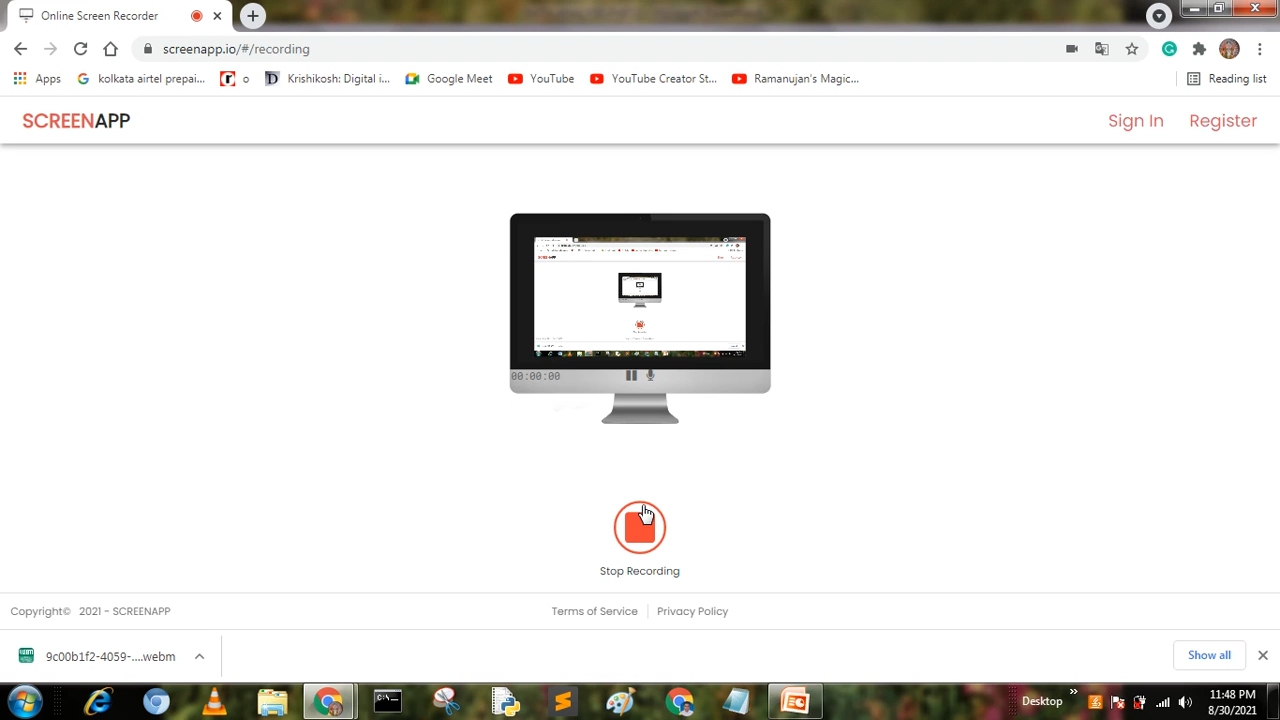 Online Screen Recorder
screenapp.io/#/recording
Apps
kolkata airtel prepai...
o
Krishikosh: Digital i...
Google Meet
YouTube
YouTube Creator St...
Ramanujan's Magic...
Reading list
SCREENAPP
Sign In
Register
00:00:00
Stop Recording
Copyright© 2021 - SCREENAPP
Terms of Service
Privacy Policy
9c00b1f2-4059-....webm
Show all
Desktop
11:48 PM
8/30/2021